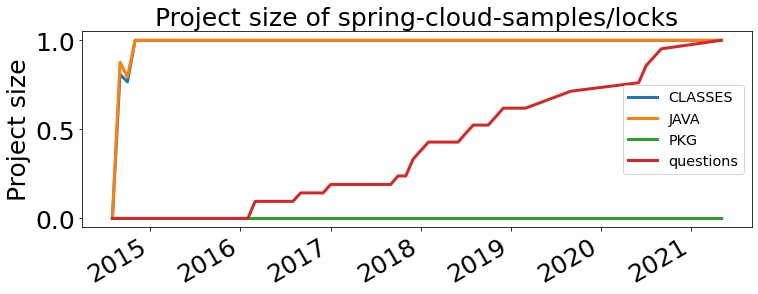 Project size of spring-cloud-samples/locks
Project size
1.0
0.5
0.0
CLASSES
JAVA
PKG
questions
2015
2016
2017
2018
2019
2020
2021